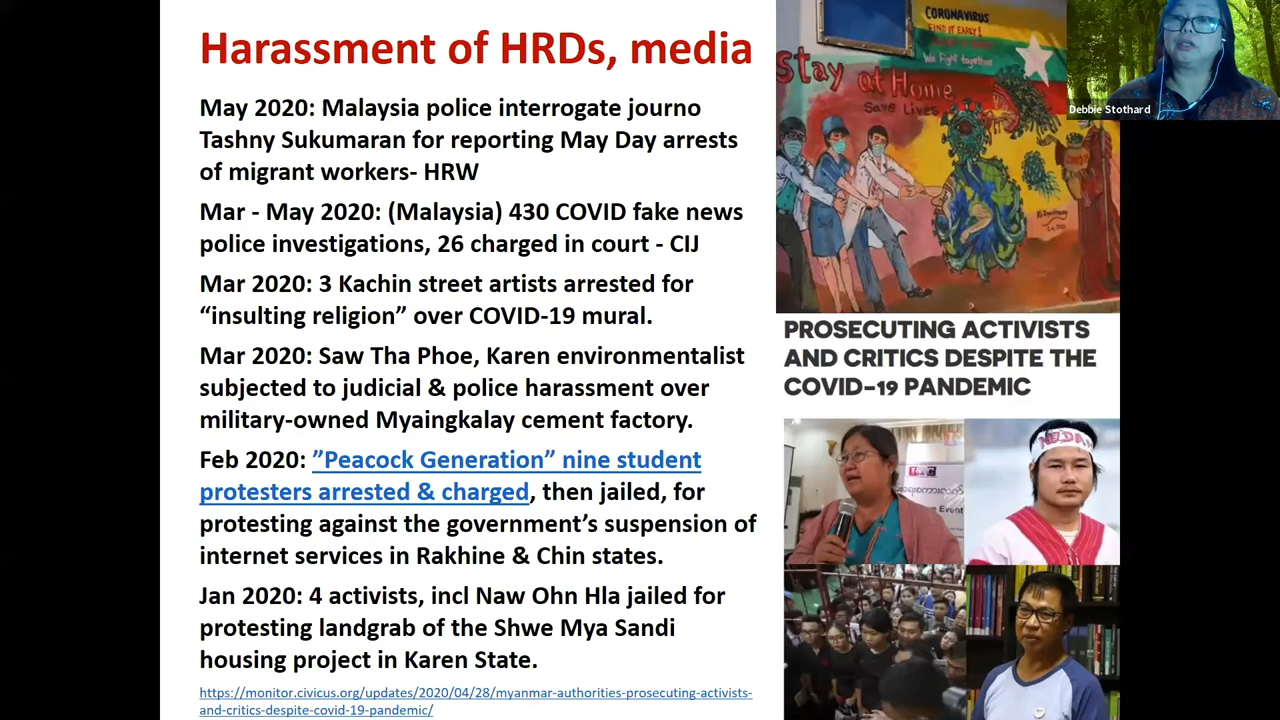 Harassment of HRDs, media
May 2020: Malaysia police interrogate journo
Tashny Sukumaran for reporting May Day arrests
of migrant workers- HRW
Mar - May 2020: (Malaysia) 430 COVID fake news
police investigations, 26 charged in court - CIJ
Mar 2020: 3 Kachin street artists arrested for
“insulting religion” over COVID-19 mural.
Mar 2020: Saw Tha Phoe, Karen environmentalist
subjected to judicial & police harassment over
military-owned Myaingkalay cement factory.
Feb 2020: ”Peacock Generation” nine student
protesters arrested & charged, then jailed, for
protesting against the government’s suspension of
internet services in Rakhine & Chin states.
Jan 2020: 4 activists, incl Naw Ohn Hla jailed for
protesting landgrab of the Shwe Mya Sandi
housing project in Karen State.
https://monitor.civicus.org/updates/2020/04/28/myanmar-authorities-prosecuting-activists-
and-critics-despite-covid-19-pandemic/
CORONAVIRUS
FIND IT EARLY!
We fight together
Stay at Home
Save Lives
Debbie Stothard
PROSECUTING ACTIVISTS
AND CRITICS DESPITE THE
COVID-19 PANDEMIC
Event